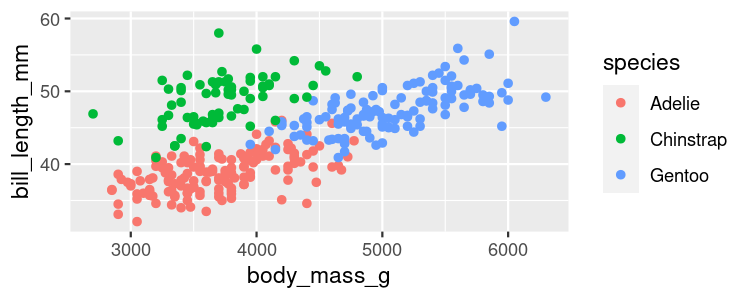 60
50
40
bill_length_mm
3000 4000 5000 6000
body_mass_g
species
Adelie
Chinstrap
Gentoo